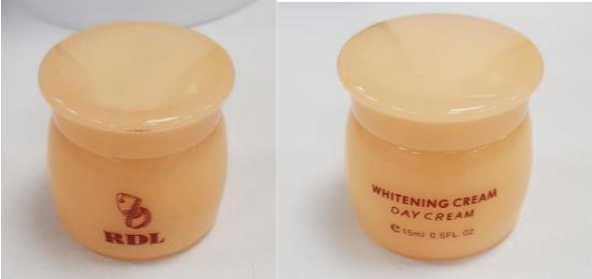 RDL
WHITENING CREAM
DAY CREAM
℮15ml 0.5FL. OZ